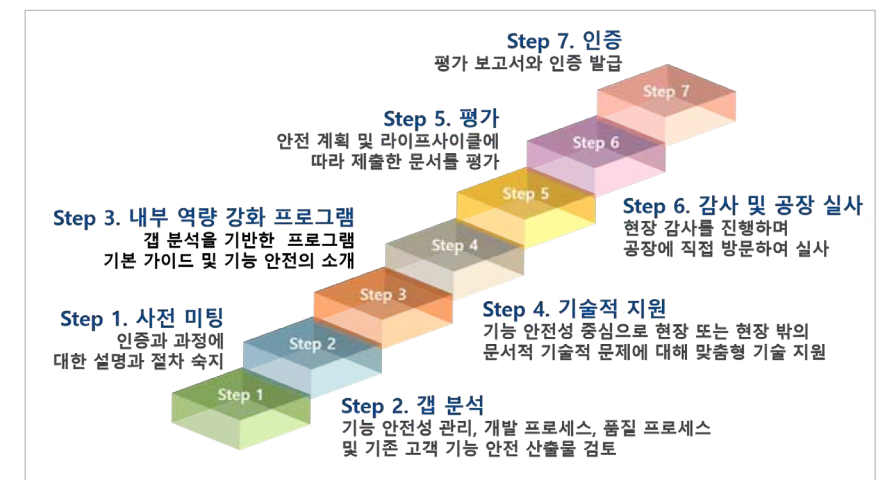 Step 7. 인증
평가 보고서와 인증 발급
Step 7
Step 5. 평가
안전 계획 및 라이프사이클에
따라 제출한 문서를 평가
Step 6
Step 5
Step 6. 감사 및 공장 실사
현장 감사를 진행하며
공장에 직접 방문하여 실사
Step 3. 내부 역량 강화 프로그램
갭 분석을 기반한 프로그램
기본 가이드 및 기능 안전의 소개
Step 4
Step 3
Step 4. 기술적 지원
기능 안전성 중심으로 현장 또는 현장 밖의
문서적 기술적 문제에 대해 맞춤형 기술 지원
Step 1. 사전 미팅
인증과 과정에
대한 설명과 절차 숙지
Step 2
Step 1
Step 2. 갭 분석
기능 안전성 관리, 개발 프로세스, 품질 프로세스
및 기존 고객 기능 안전 산출물 검토